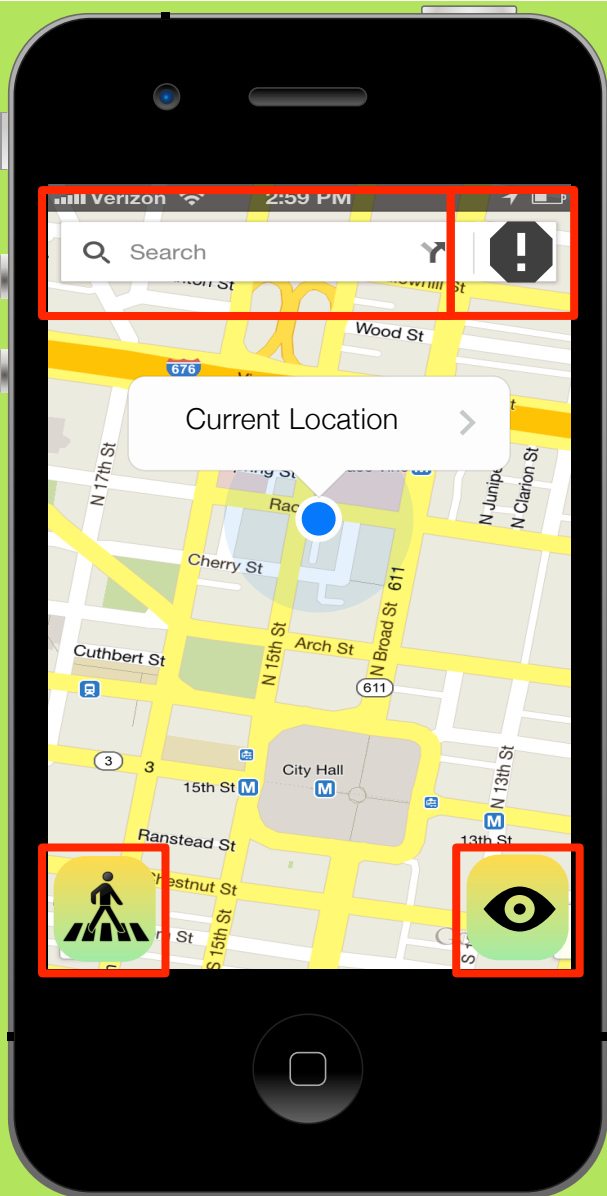 Verizon 2:59 PM
Search
Wood St
676
Current Location
N 17th St
N Clarion St
Cherry St
611
N Broad St
N 15th St
Arch St
Cuthbert St
611
3
3
City Hall
15th St M
M
N 13th St
M
13th St
Ranstead St
Chestnut St
S 15th St